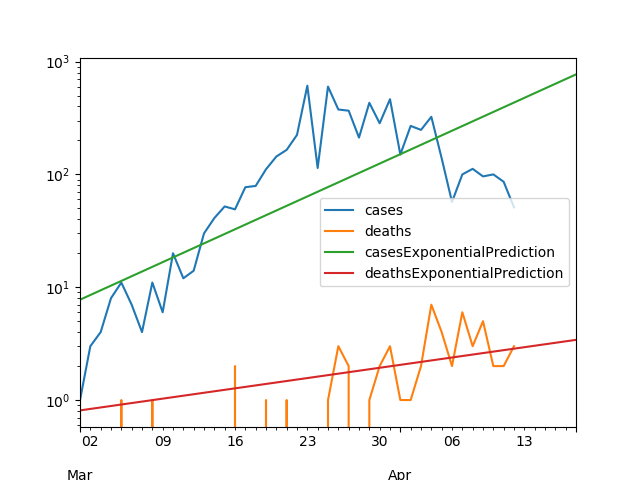 10³
10²
10¹
10⁰
cases
deaths
casesExponentialPrediction
deathsExponentialPrediction
02 09 16 23 30 06 13
Mar Apr